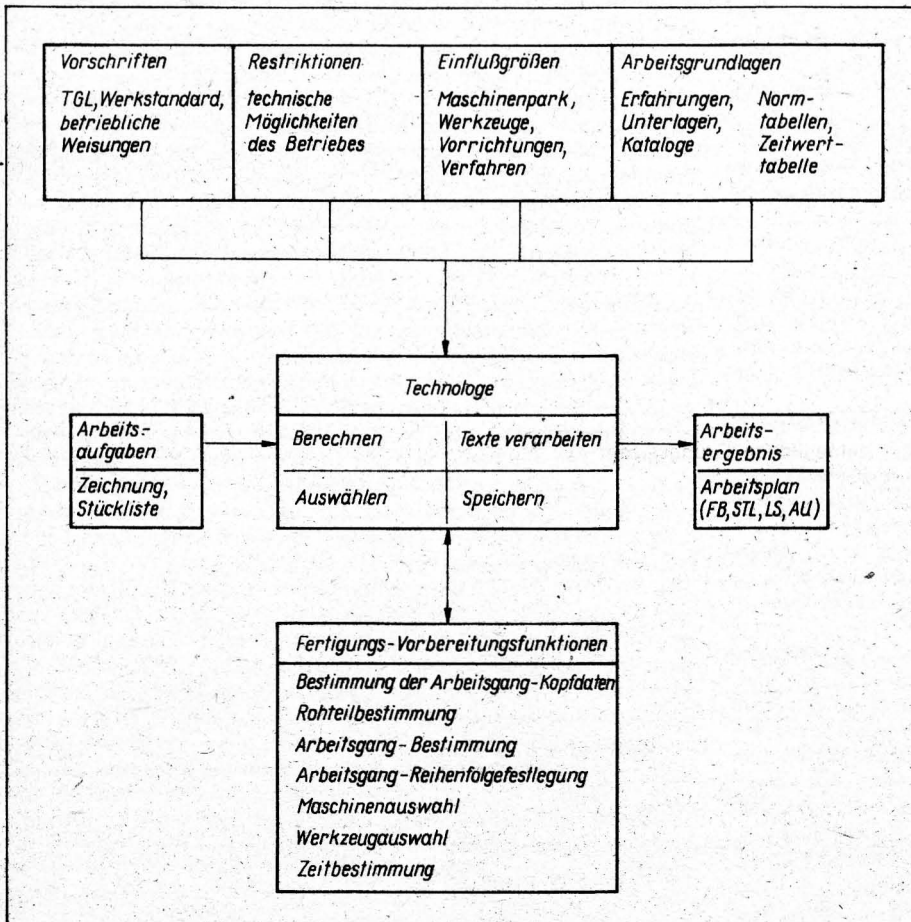 Vorschriften
TGL, Werkstandard,
betriebliche
Weisungen
Restriktionen
technische
Möglichkeiten
des Betriebes
Einflußgrößen
Maschinenpark,
Werkzeuge,
Vorrichtungen,
Verfahren
Arbeitsgrundlagen
Erfahrungen,
Unterlagen,
Kataloge
Norm-
tabellen,
Zeitwert-
tabelle
Technologe
Berechnen
Texte verarbeiten
Auswählen
Speichern
Arbeits-
aufgaben
Zeichnung,
Stückliste
Arbeits-
ergebnis
Arbeitsplan
(FB, STL, LS, AU)
Fertigungs-Vorbereitungsfunktionen
Bestimmung der Arbeitsgang-Kopfdaten
Rohteilbestimmung
Arbeitsgang-Bestimmung
Arbeitsgang-Reihenfolgefestlegung
Maschinenauswahl
Werkzeugauswahl
Zeitbestimmung